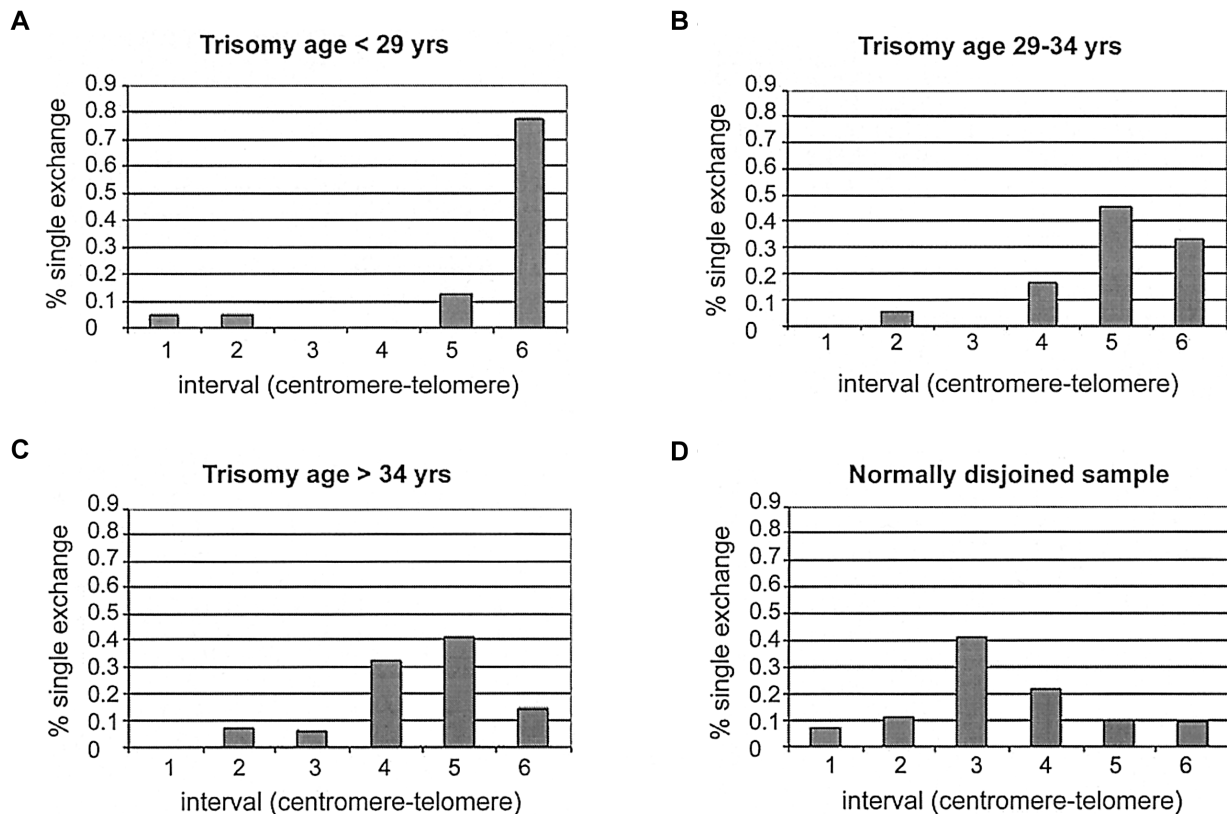 A
Trisomy age < 29 yrs
% single exchange
0.9
0.8
0.7
0.6
0.5
0.4
0.3
0.2
0.1
0
1 2 3 4 5 6
interval (centromere-telomere)
B
Trisomy age 29-34 yrs
% single exchange
0.9
0.8
0.7
0.6
0.5
0.4
0.3
0.2
0.1
0
1 2 3 4 5 6
interval (centromere-telomere)
C
Trisomy age > 34 yrs
% single exchange
0.9
0.8
0.7
0.6
0.5
0.4
0.3
0.2
0.1
0
1 2 3 4 5 6
interval (centromere-telomere)
D
Normally disjoined sample
% single exchange
0.9
0.8
0.7
0.6
0.5
0.4
0.3
0.2
0.1
0
1 2 3 4 5 6
interval (centromere-telomere)